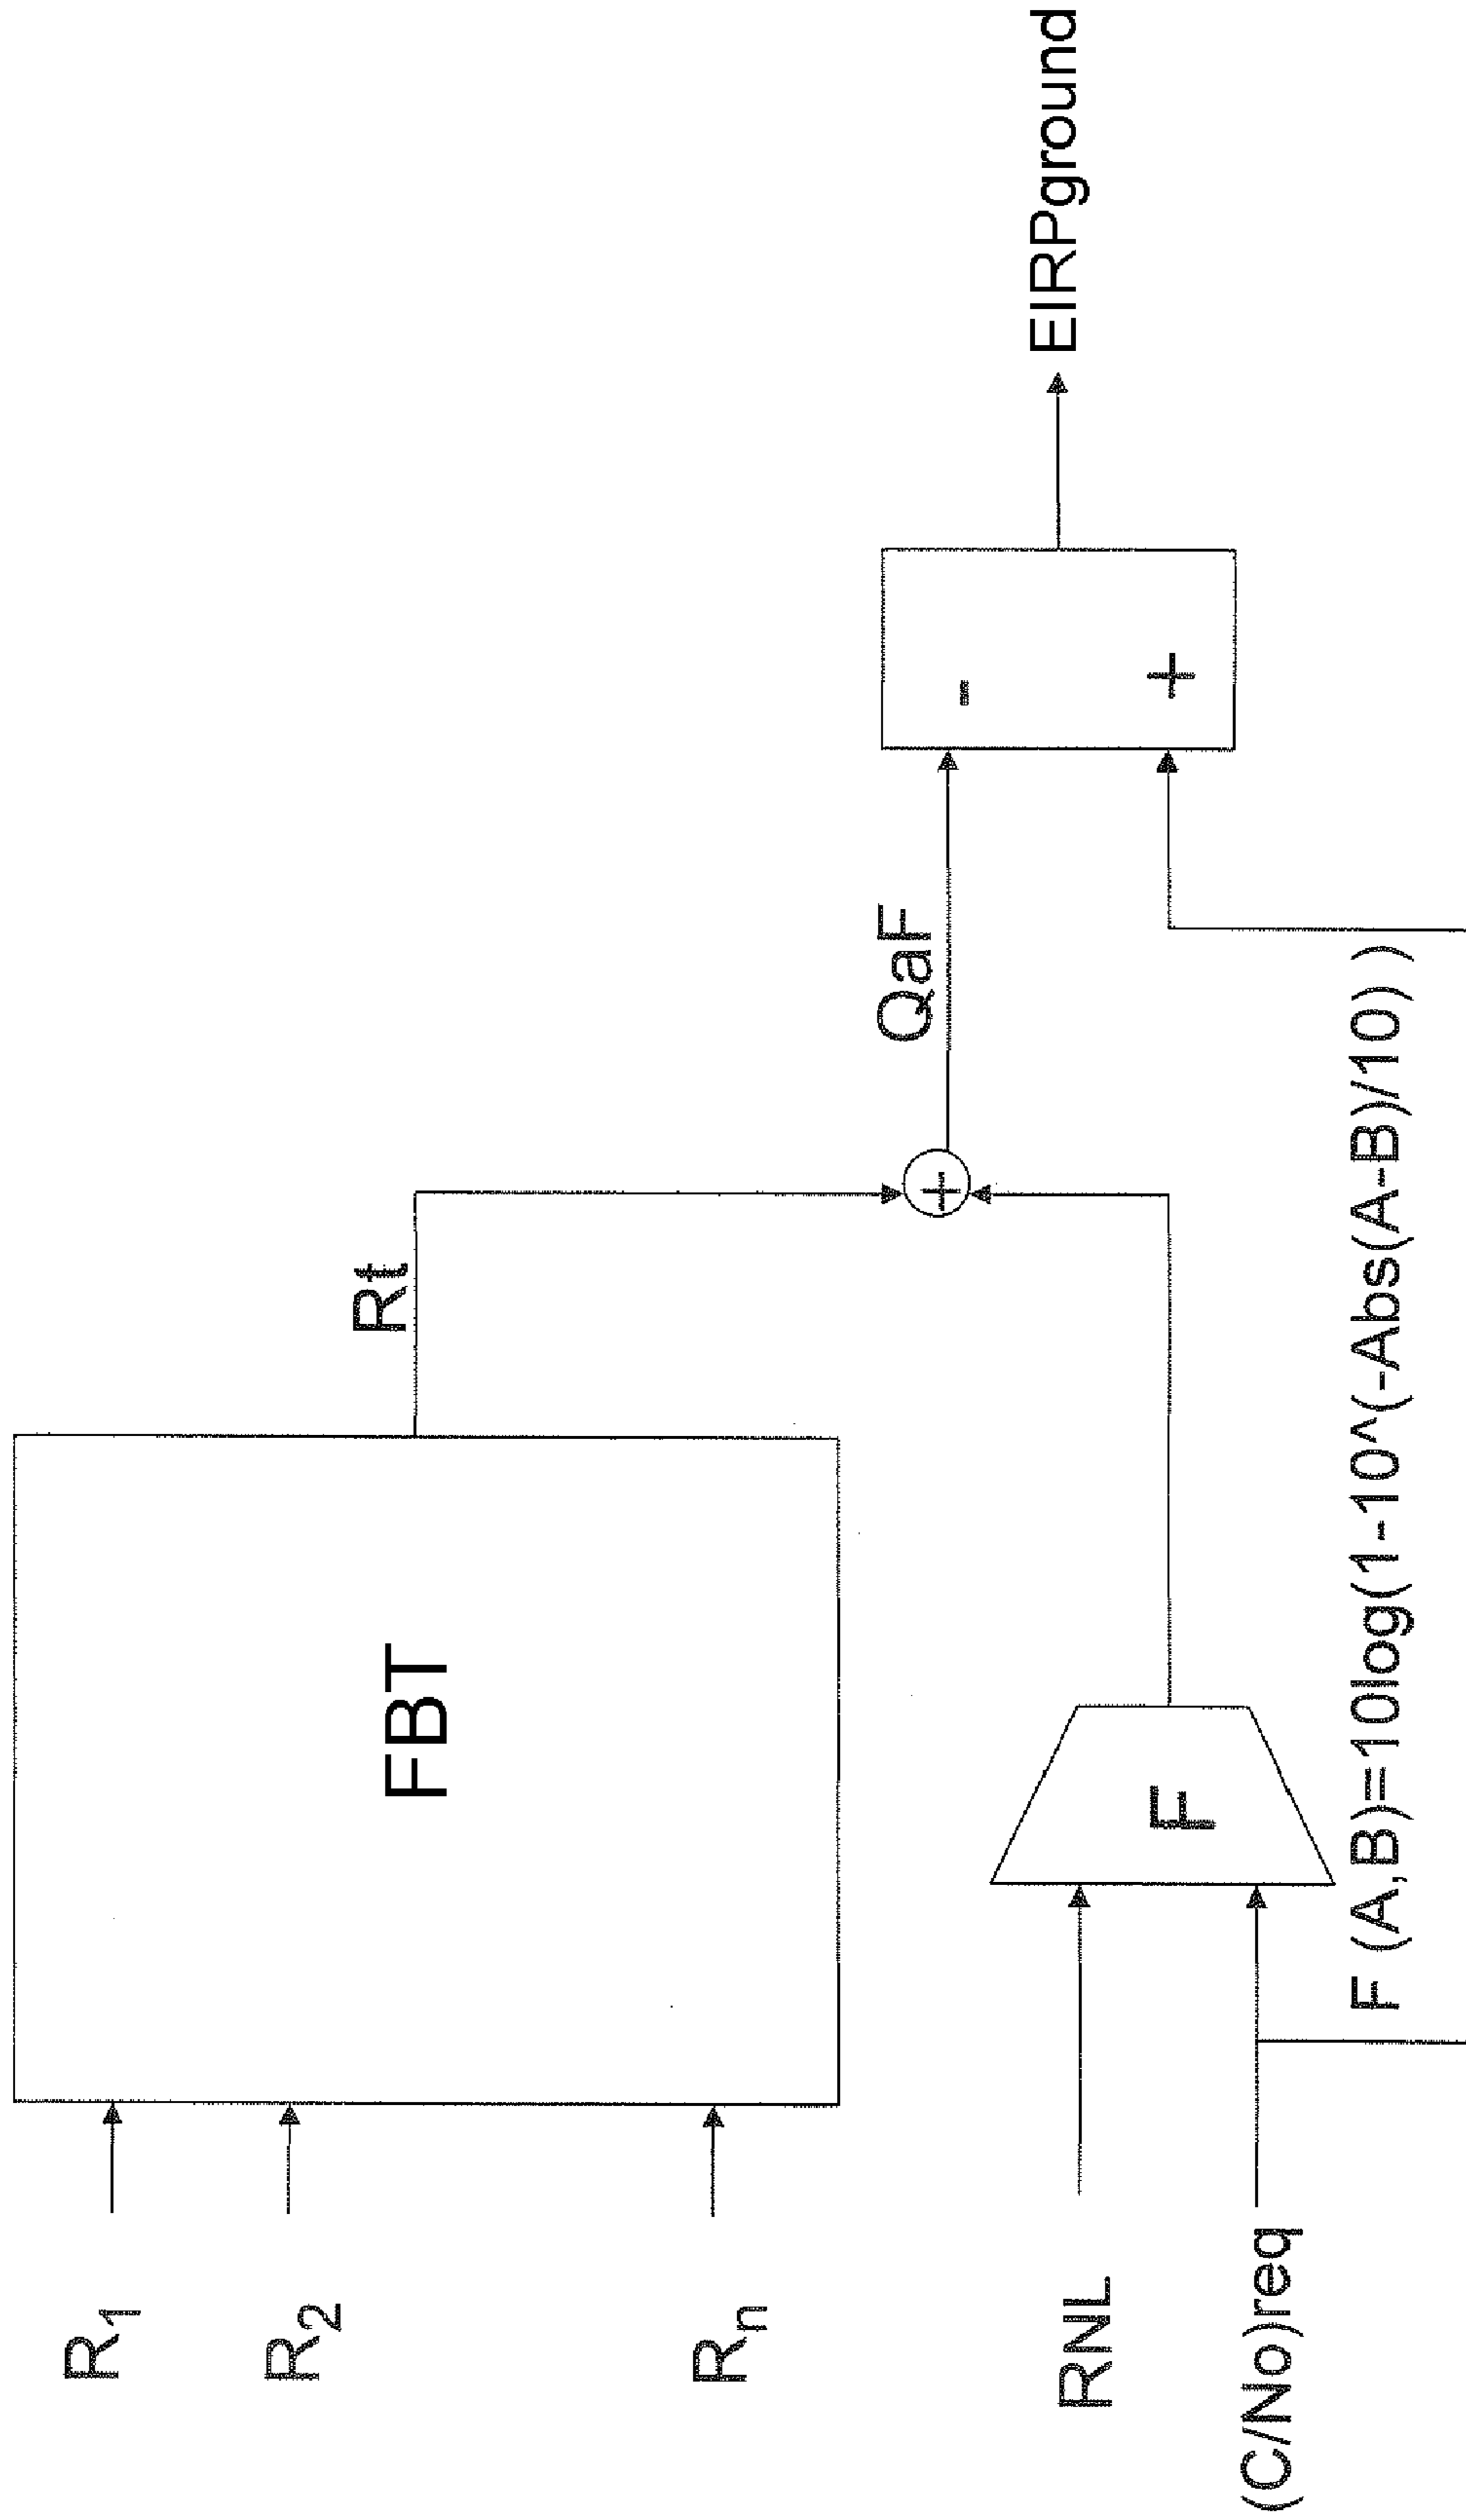 R1
R2
Rn
FBT
Rt
RNL
(C/No)req
F
+
QaF
-
+
EIRPground
F (A,B)=10log(1-10^(-Abs(A-B)/10) )